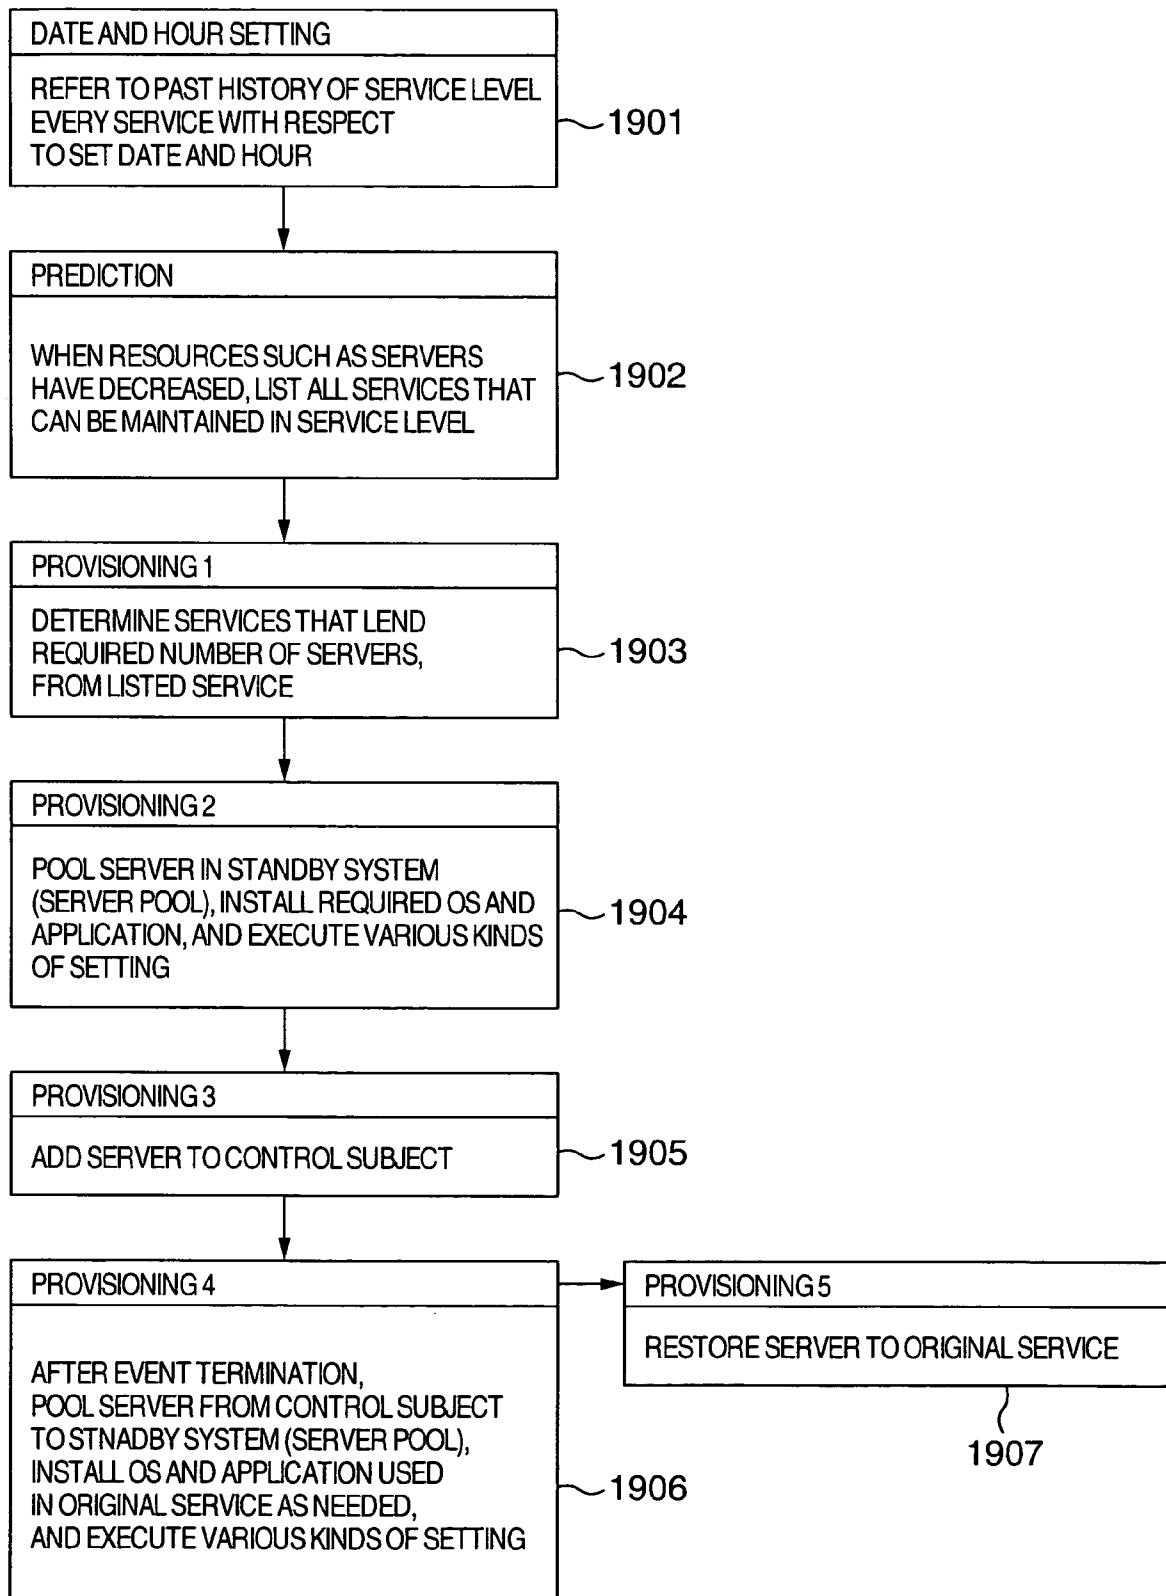 DATE AND HOUR SETTING
REFER TO PAST HISTORY OF SERVICE LEVEL
EVERY SERVICE WITH RESPECT
TO SET DATE AND HOUR
1901
PREDICTION
WHEN RESOURCES SUCH AS SERVERS
HAVE DECREASED, LIST ALL SERVICES THAT
CAN BE MAINTAINED IN SERVICE LEVEL
1902
PROVISIONING 1
DETERMINE SERVICES THAT LEND
REQUIRED NUMBER OF SERVERS,
FROM LISTED SERVICE
1903
PROVISIONING 2
POOL SERVER IN STANDBY SYSTEM
(SERVER POOL), INSTALL REQUIRED OS AND
APPLICATION, AND EXECUTE VARIOUS KINDS
OF SETTING
1904
PROVISIONING 3
ADD SERVER TO CONTROL SUBJECT
1905
PROVISIONING 4
AFTER EVENT TERMINATION,
POOL SERVER FROM CONTROL SUBJECT
TO STNADBY SYSTEM (SERVER POOL),
INSTALL OS AND APPLICATION USED
IN ORIGINAL SERVICE AS NEEDED,
AND EXECUTE VARIOUS KINDS OF SETTING
1906
PROVISIONING 5
RESTORE SERVER TO ORIGINAL SERVICE
1907